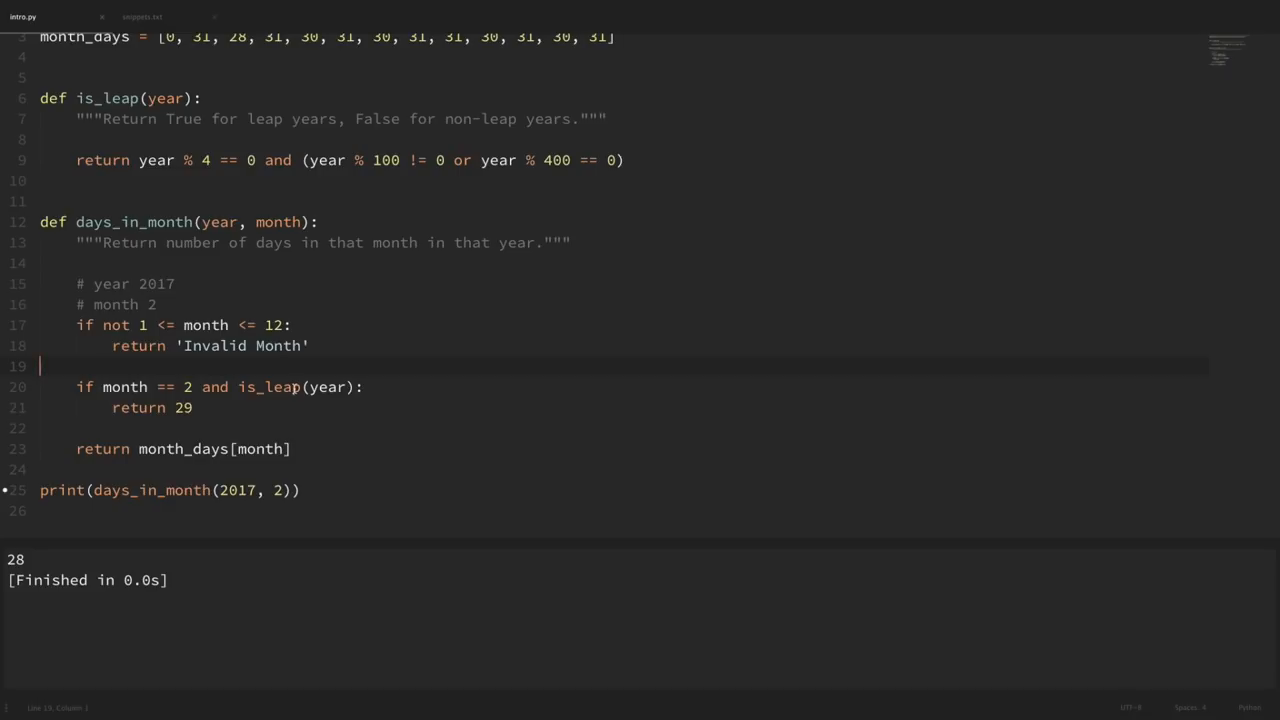 intro.py × snippets.txt ×
3 month_days = [0, 31, 28, 31, 30, 31, 30, 31, 31, 30, 31, 30, 31]
4
5
6 def is_leap(year):
7 """Return True for leap years, False for non-leap years."""
8
9 return year % 4 == 0 and (year % 100 != 0 or year % 400 == 0)
10
11
12 def days_in_month(year, month):
13 """Return number of days in that month in that year."""
14
15 # year 2017
16 # month 2
17 if not 1 <= month <= 12:
18 return 'Invalid Month'
19
20 if month == 2 and is_leap(year):
21 return 29
22
23 return month_days[month]
24
25 print(days_in_month(2017, 2))
26
28
[Finished in 0.0s]
Line 19, Column 1 UTF-8 Spaces: 4 Python